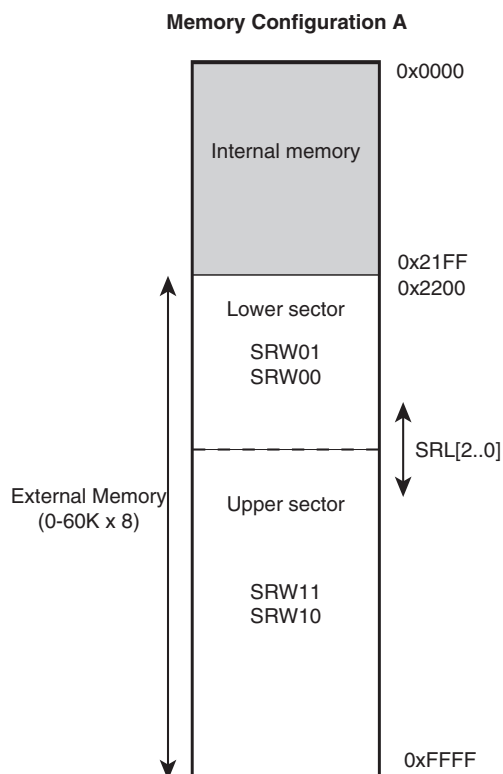 Memory Configuration A
0x0000
Internal memory
0x21FF
0x2200
Lower sector
SRW01
SRW00
SRL[2..0]
External Memory
(0-60K x 8)
Upper sector
SRW11
SRW10
0xFFFF